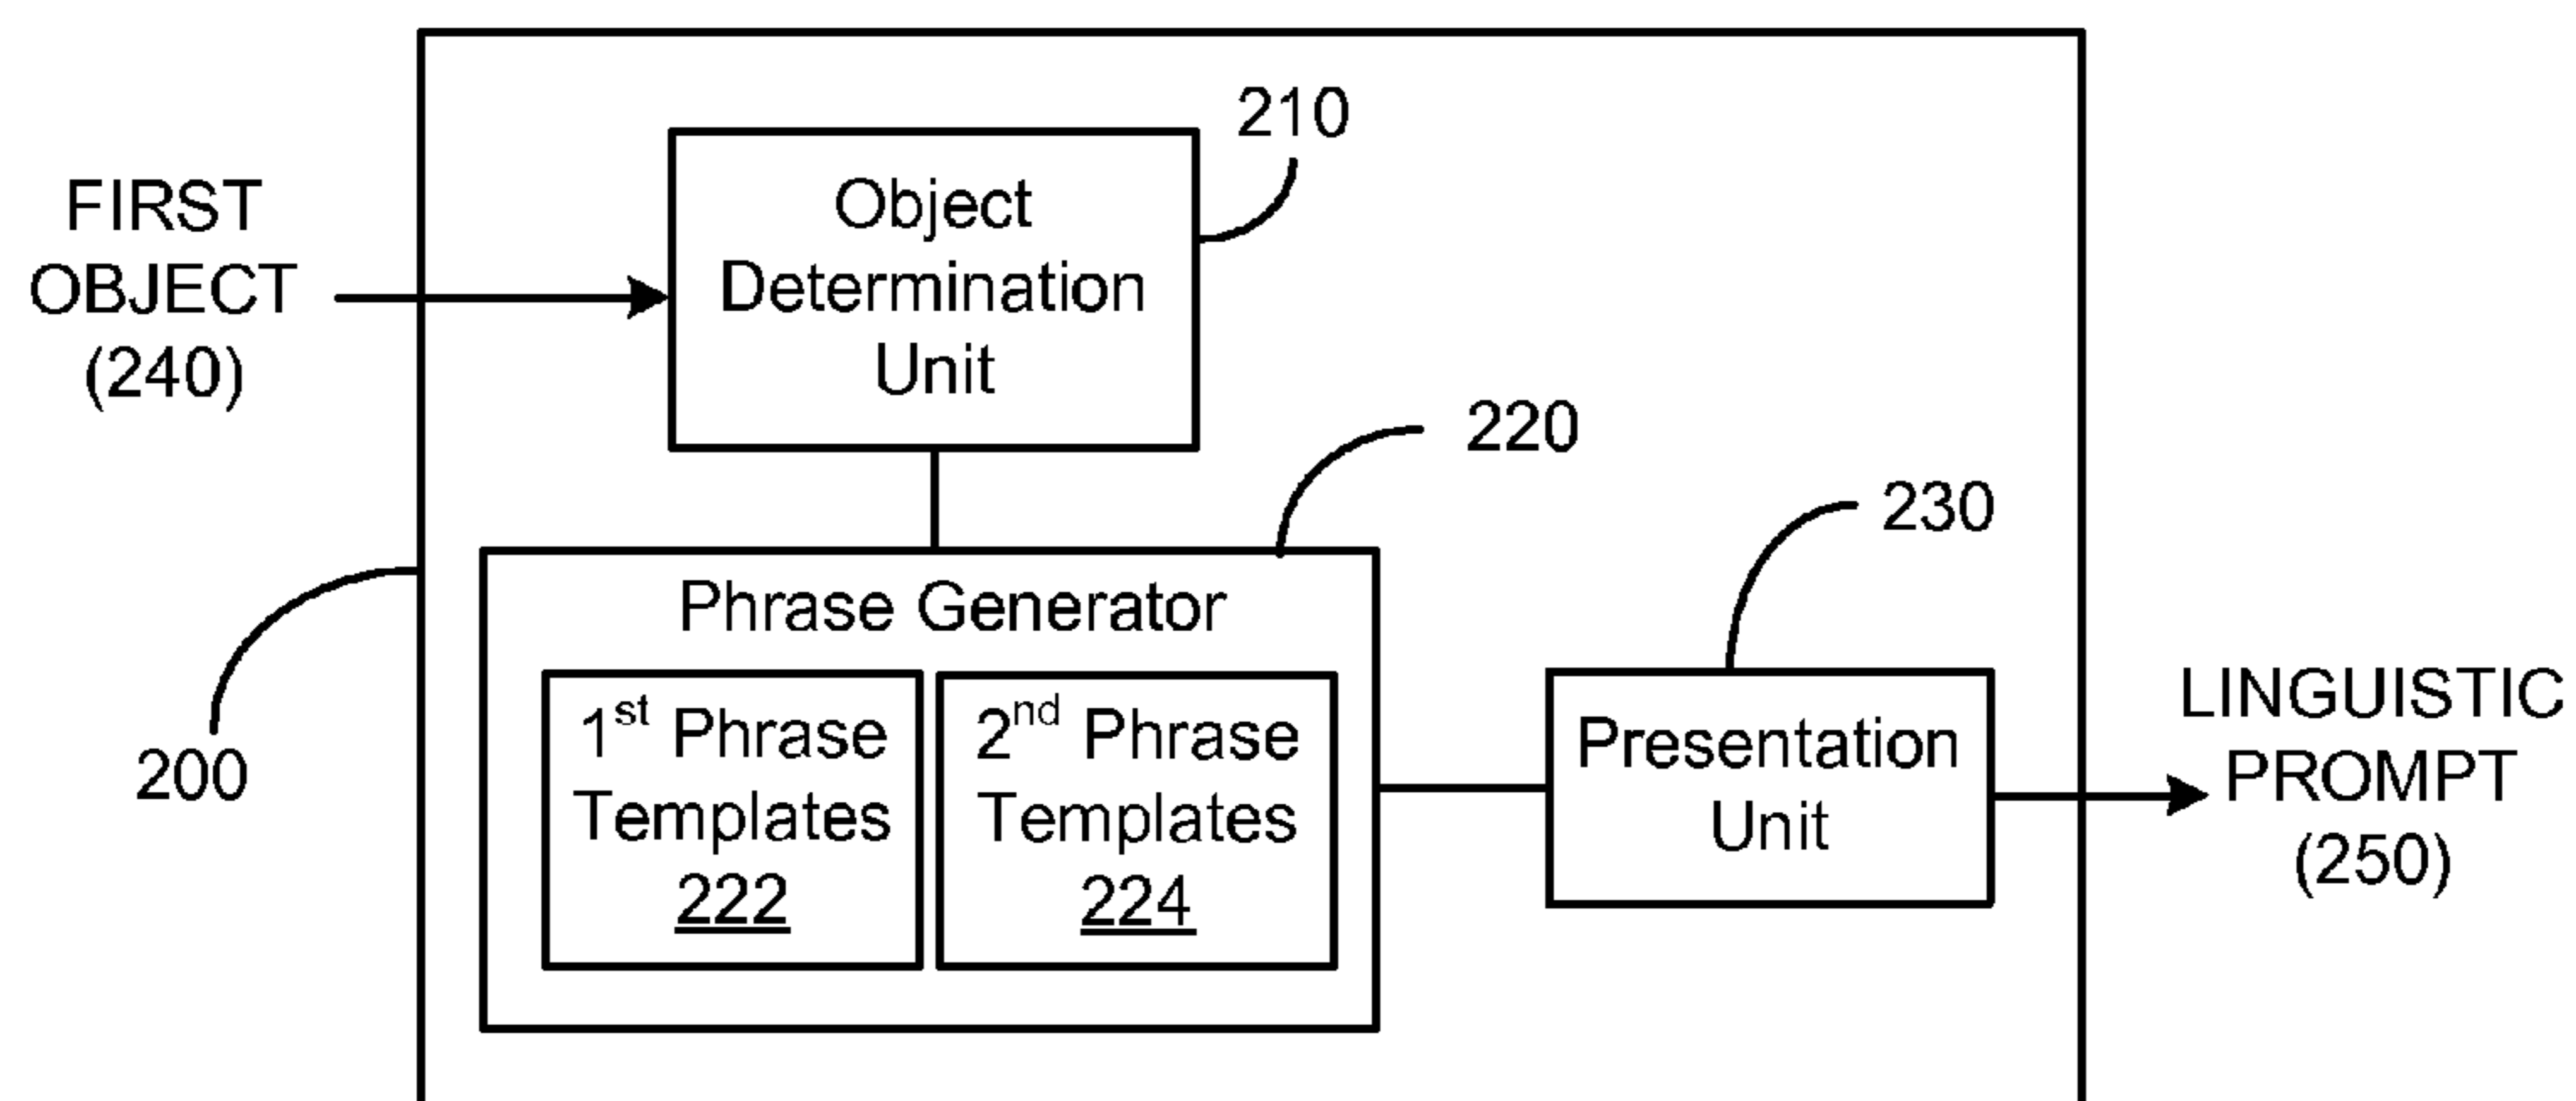 210
FIRST
OBJECT
(240)
Object
Determination
Unit
220
230
Phrase Generator
1st Phrase
Templates
222
2nd Phrase
Templates
224
Presentation
Unit
LINGUISTIC
PROMPT
(250)
200